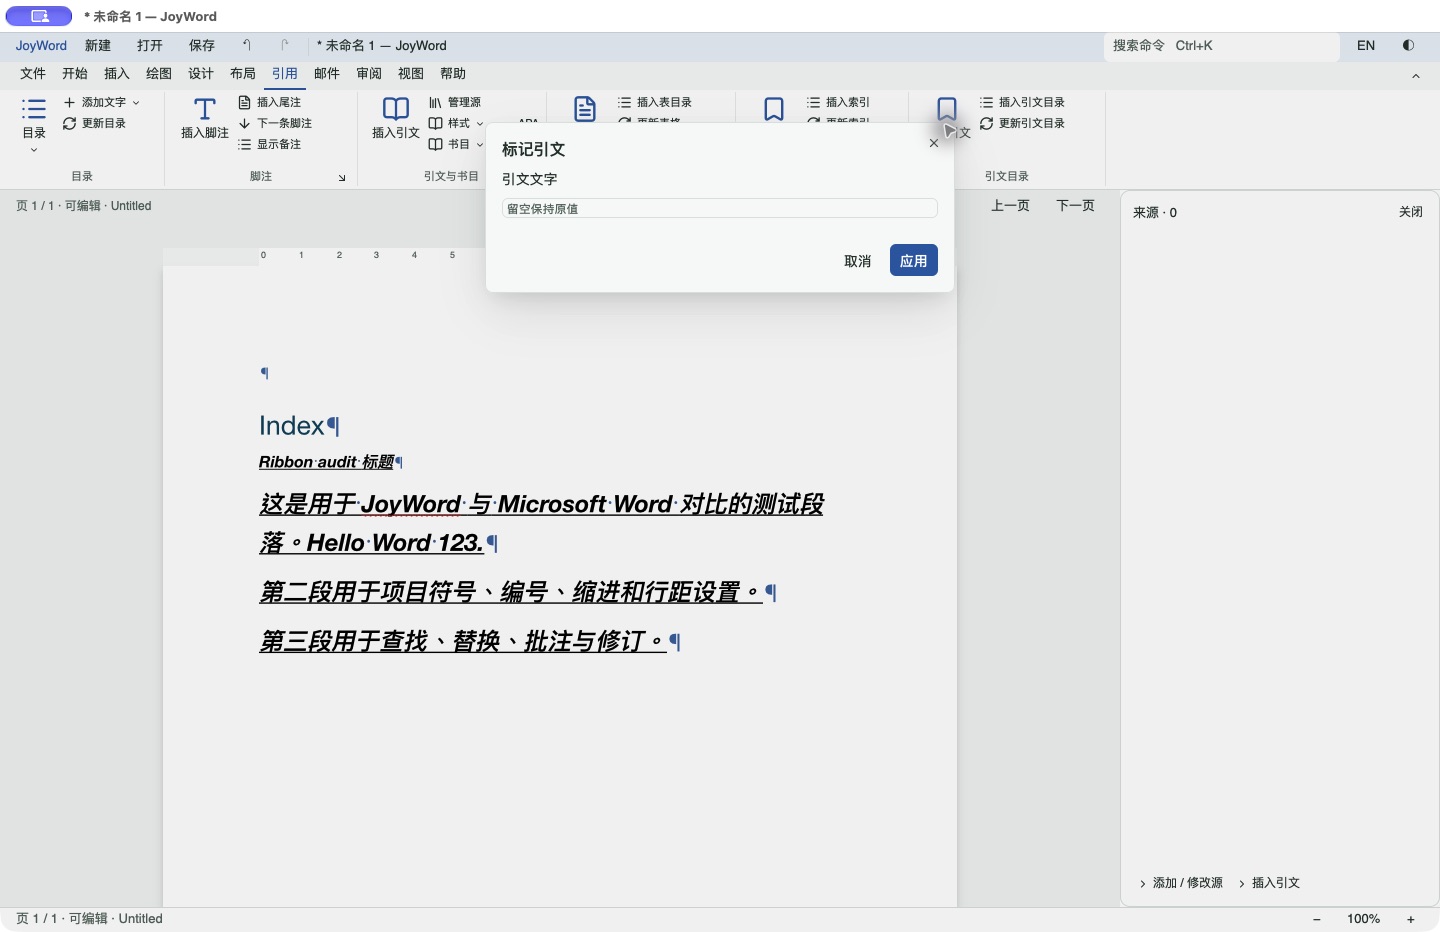 * 未命名 1 — JoyWord
JoyWord 新建 打开 保存 * 未命名 1 — JoyWord 搜索命令 Ctrl+K EN
文件 开始 插入 绘图 设计 布局 引用 邮件 审阅 视图 帮助
目录
添加文字
更新目录
目录
插入脚注
插入尾注
下一条脚注
显示备注
脚注
插入引文
管理源
样式
书目
引文与书目
插入表目录
插入索引
插入引文目录
更新引文目录
引文目录
标记引文
引文文字
留空保持原值
取消 应用
页 1 / 1 · 可编辑 · Untitled
上一页 下一页
来源 · 0 关闭
0 1 2 3 4 5
¶
Index¶
Ribbon·audit·标题¶
这是用于·JoyWord·与·Microsoft·Word·对比的测试段
落。Hello·Word·123.¶
第二段用于项目符号、编号、缩进和行距设置。¶
第三段用于查找、替换、批注与修订。¶
添加 / 修改源 插入引文
页 1 / 1 · 可编辑 · Untitled − 100% +